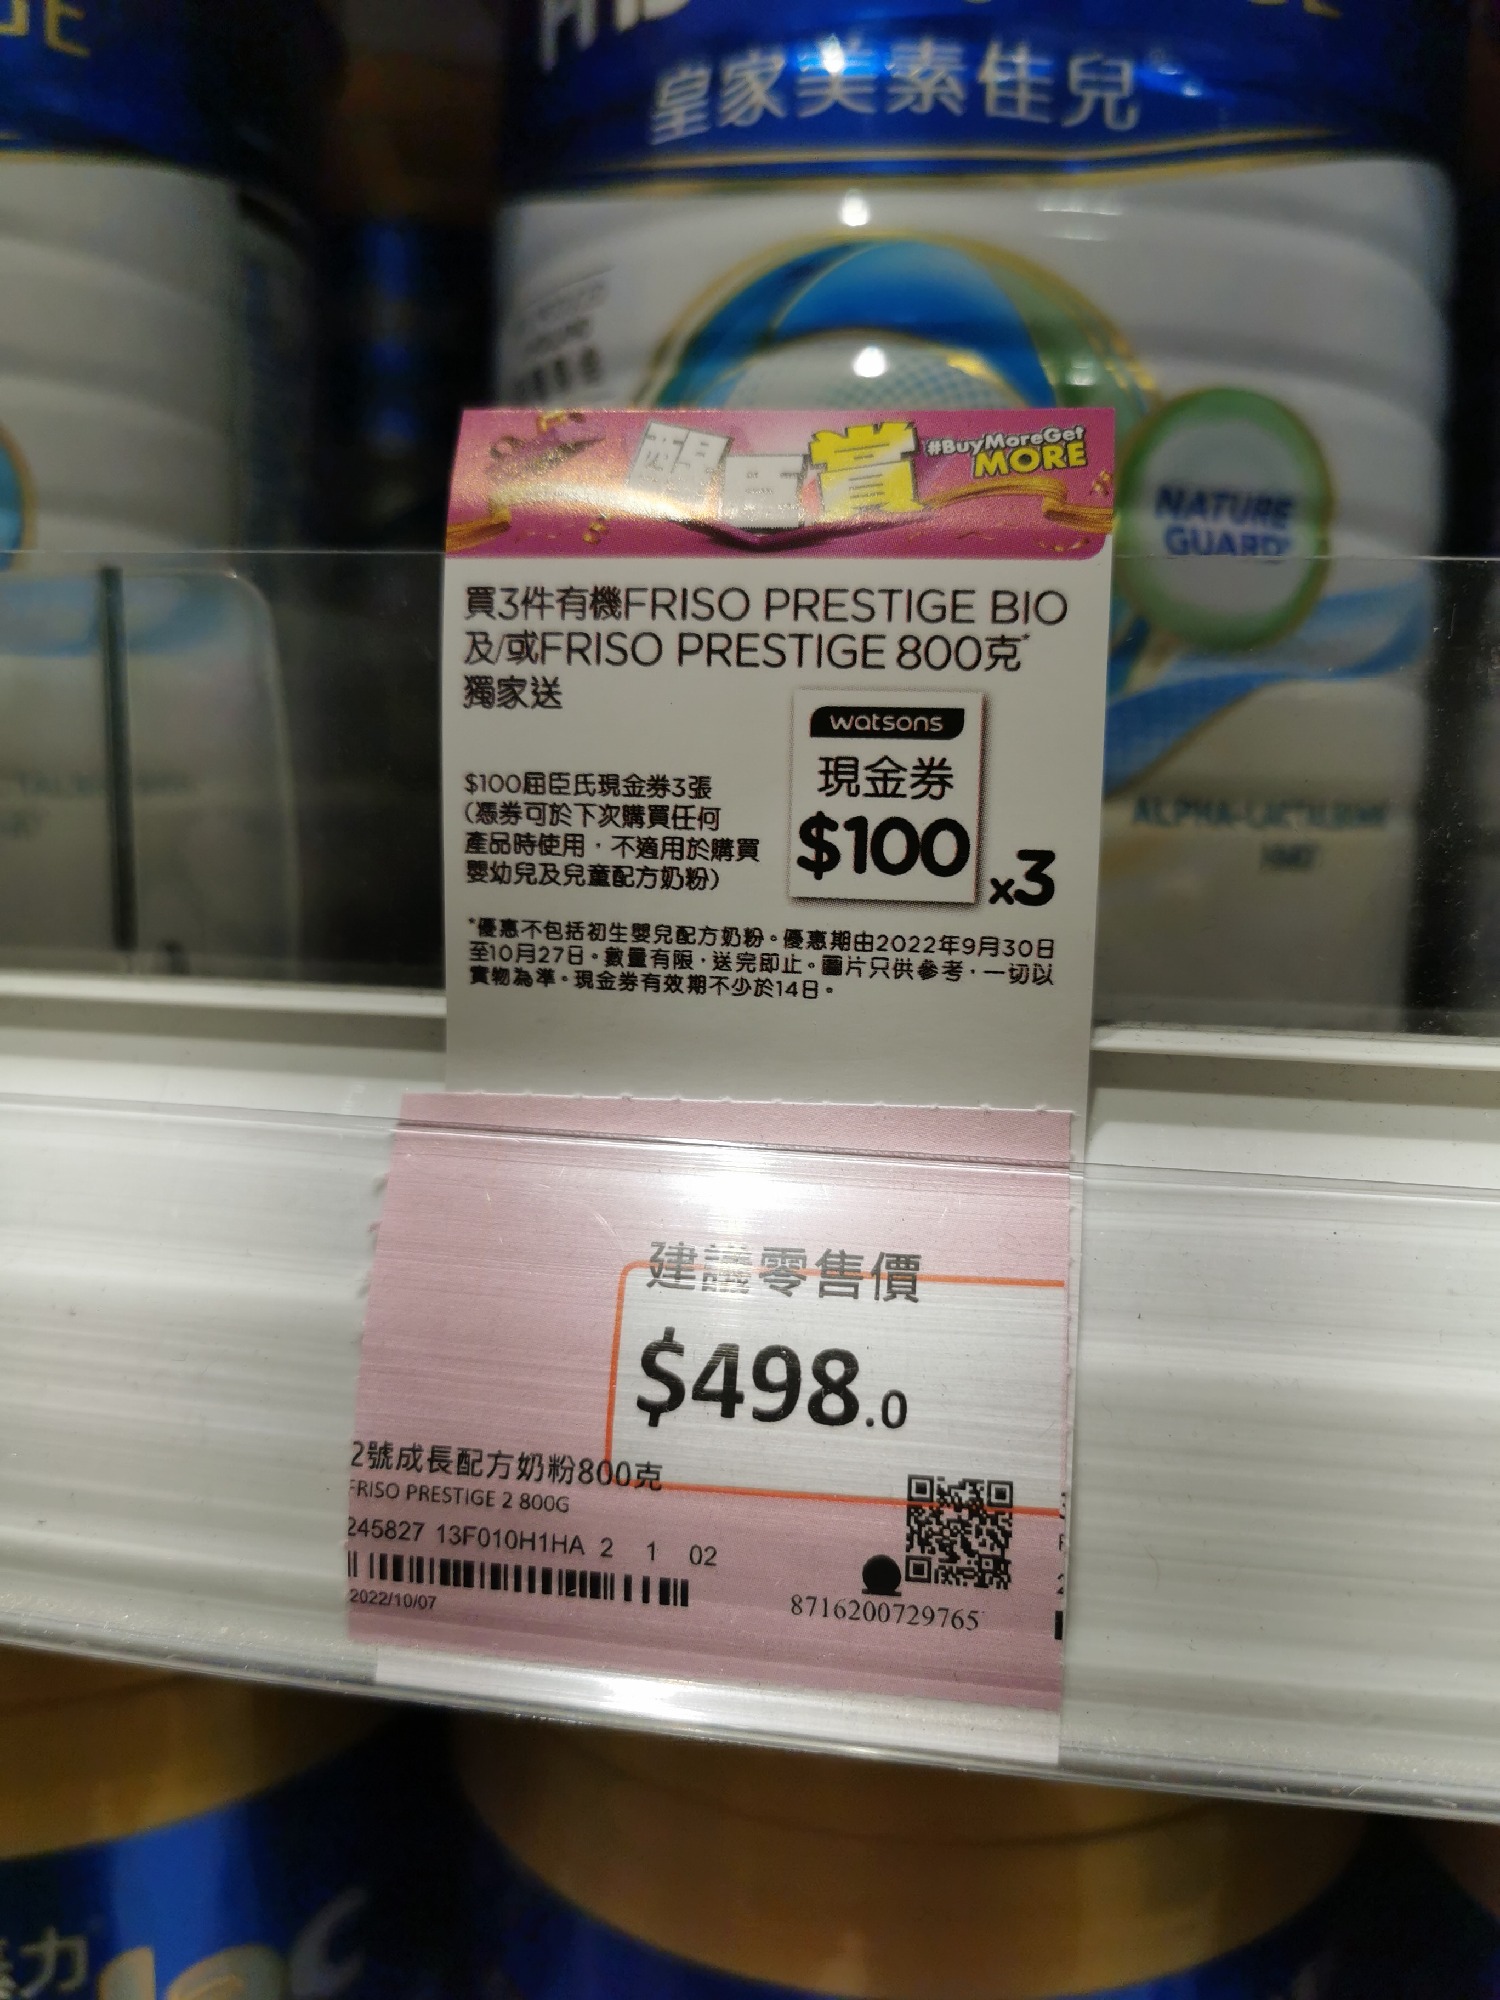 皇家美素佳兒
醒臣賞
#BuyMoreGet
MORE
NATURE
GUARD
買3件有機FRISO PRESTIGE BIO
及/或FRISO PRESTIGE 800克*
獨家送
watsons
現金券
$100
x3
$100屈臣氏現金券3張
(憑券可於下次購買任何
產品時使用，不適用於購買
嬰幼兒及兒童配方奶粉)
*優惠不包括初生嬰兒配方奶粉。優惠期由2022年9月30日
至10月27日。數量有限，送完即止。圖片只供參考，一切以
實物為準。現金券有效期不少於14日。
建議零售價
$498.0
2號成長配方奶粉800克
FRISO PRESTIGE 2 800G
245827 13F010H1HA 2 1 02
2022/10/07
8716200729765